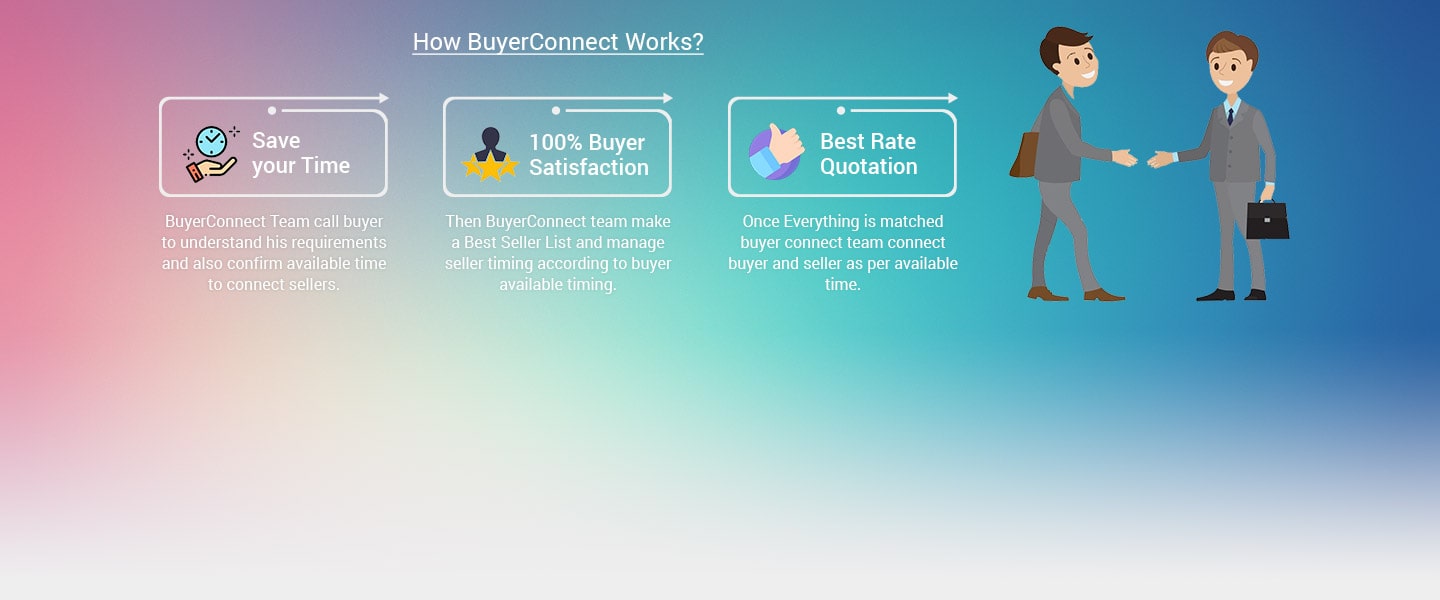 How BuyerConnect Works?
Save
your Time
BuyerConnect Team call buyer
to understand his requirements
and also confirm available time
to connect sellers.
100% Buyer
Satisfaction
Then BuyerConnect team make
a Best Seller List and manage
seller timing according to buyer
available timing.
Best Rate
Quotation
Once Everything is matched
buyer connect team connect
buyer and seller as per available
time.